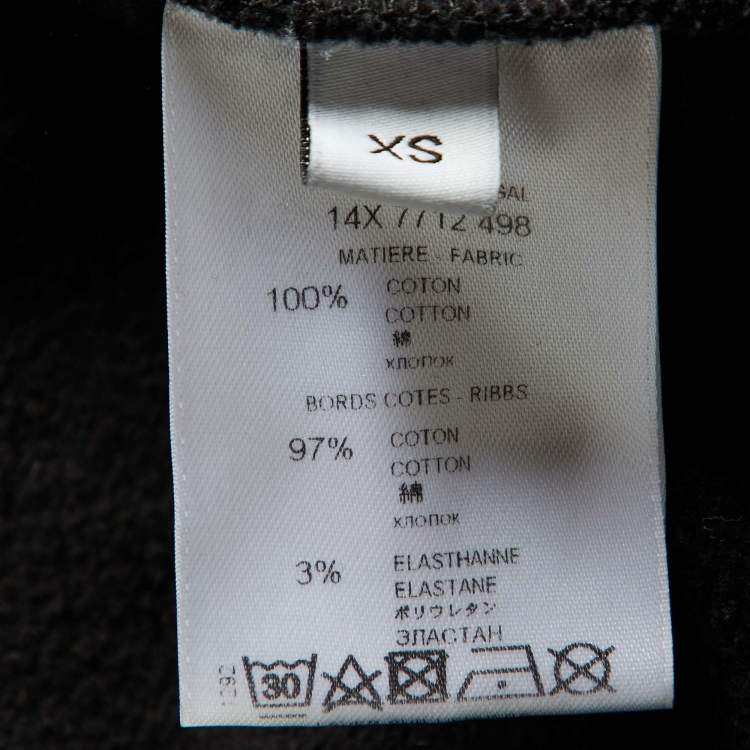 XS
GAL
14X 7712 498
MATIERE - FABRIC
100% COTON
COTTON
綿
ХЛОПОК
BORDS COTES - RIBBS
97% COTON
COTTON
綿
ХЛОПОК
3% ELASTHANNE
ELASTANE
ポリウレタン
ЭЛАСТАН
30